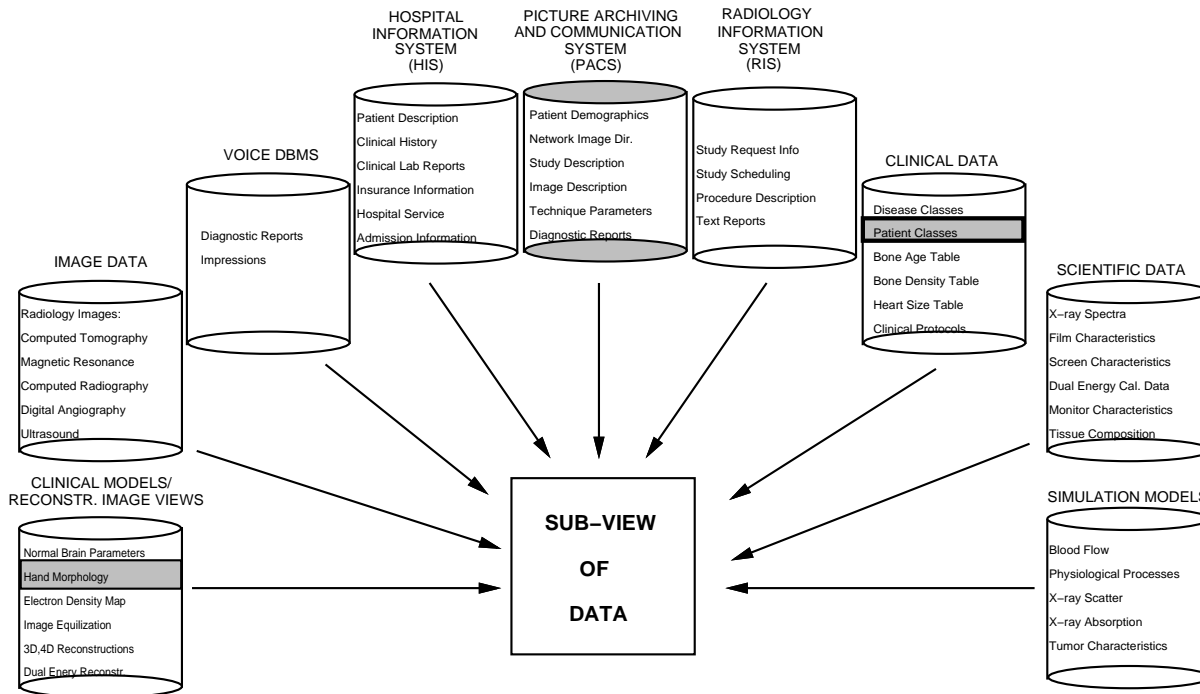 HOSPITAL
INFORMATION
SYSTEM
(HIS)
Patient Description
Clinical History
Clinical Lab Reports
Insurance Information
Hospital Service
Admission Information
PICTURE ARCHIVING
AND COMMUNICATION
SYSTEM
(PACS)
Patient Demographics
Network Image Dir.
Study Description
Image Description
Technique Parameters
Diagnostic Reports
RADIOLOGY
INFORMATION
SYSTEM
(RIS)
Study Request Info
Study Scheduling
Procedure Description
Text Reports
VOICE DBMS
Diagnostic Reports
Impressions
CLINICAL DATA
Disease Classes
Patient Classes
Bone Age Table
Bone Density Table
Heart Size Table
Clinical Protocols
IMAGE DATA
Radiology Images:
Computed Tomography
Magnetic Resonance
Computed Radiography
Digital Angiography
Ultrasound
SCIENTIFIC DATA
X−ray Spectra
Film Characteristics
Screen Characteristics
Dual Energy Cal. Data
Monitor Characteristics
Tissue Composition
CLINICAL MODELS/
RECONSTR. IMAGE VIEWS
Normal Brain Parameters
Hand Morphology
Electron Density Map
Image Equilization
3D,4D Reconstructions
Dual Enery Reconstr.
SUB−VIEW
OF
DATA
SIMULATION MODELS
Blood Flow
Physiological Processes
X−ray Scatter
X−ray Absorption
Tumor Characteristics